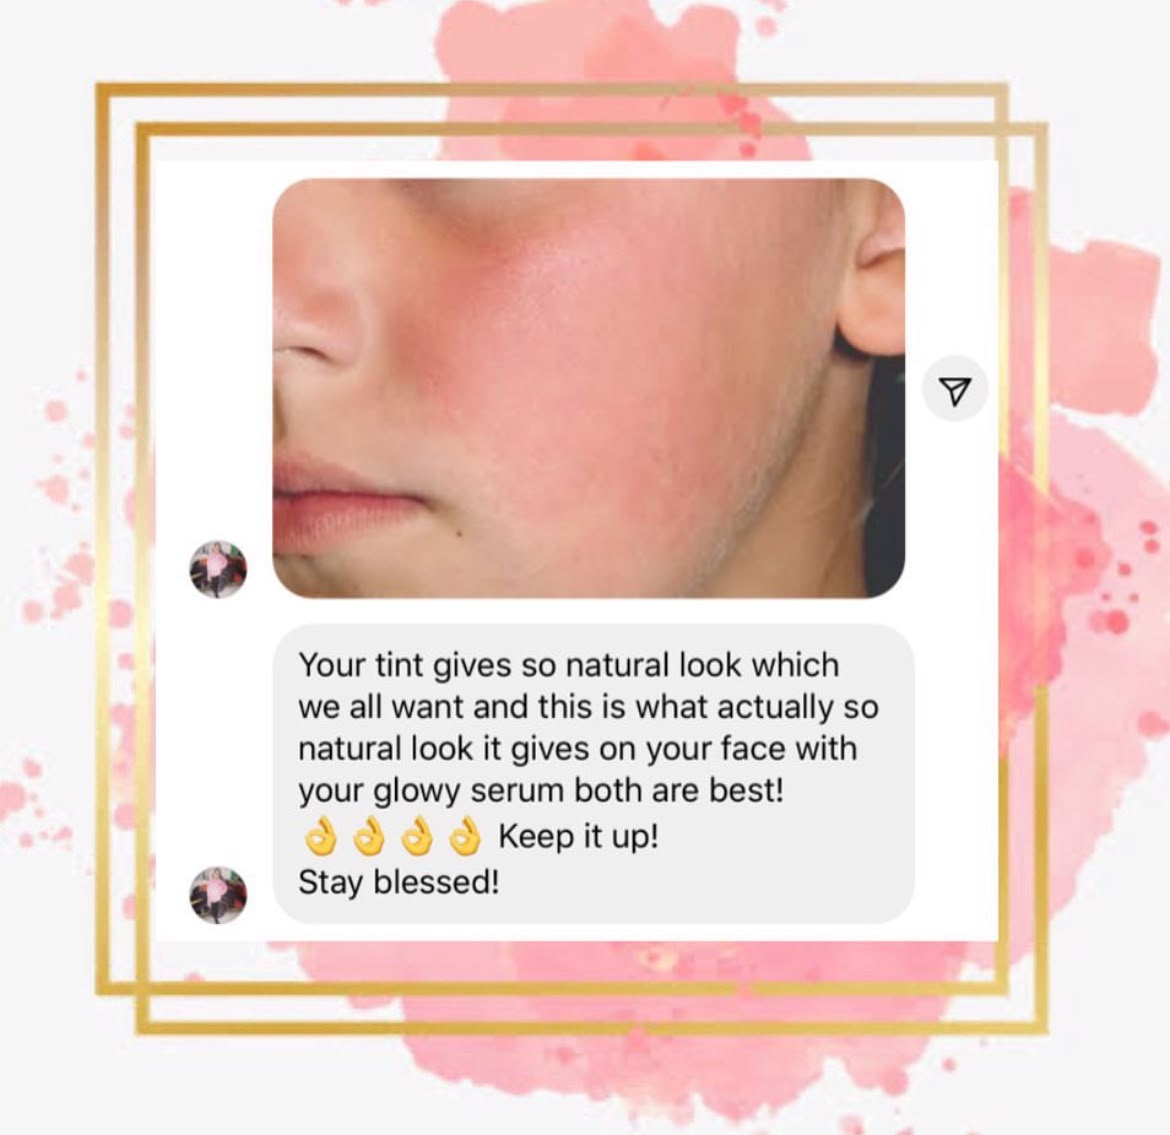 Your tint gives so natural look which
we all want and this is what actually so
natural look it gives on your face with
your glowy serum both are best!
👌👌👌👌 Keep it up!
Stay blessed!